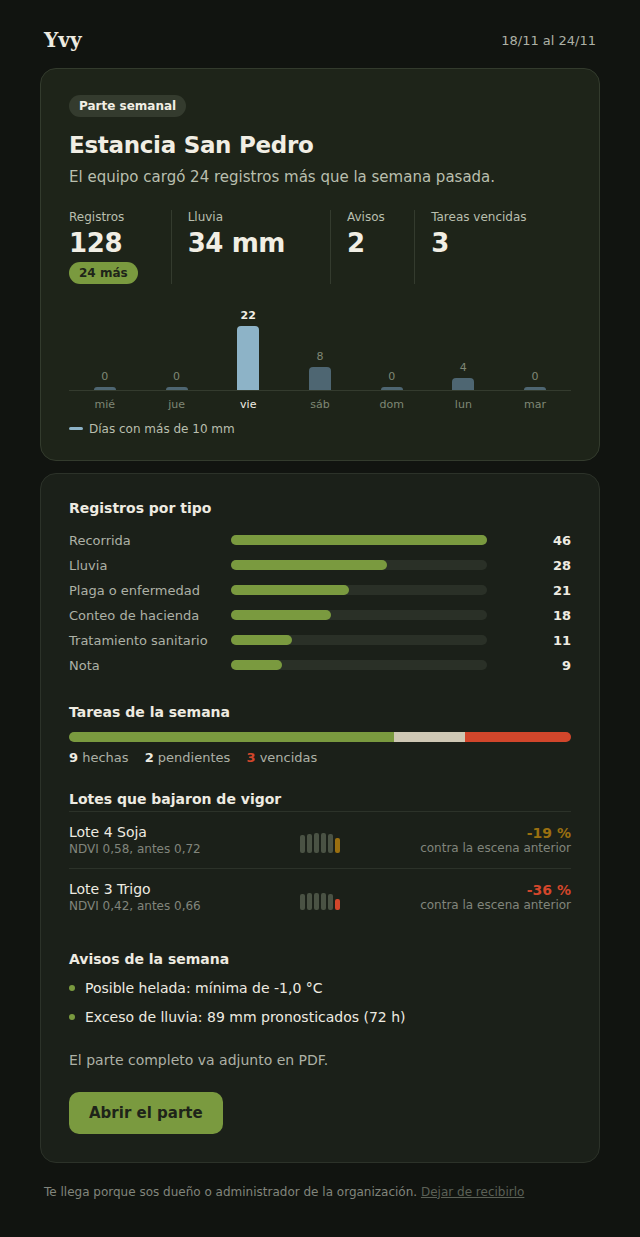 Yvy
18/11 al 24/11
Parte semanal
Estancia San Pedro
El equipo cargó 24 registros más que la semana pasada.
Registros
128
24 más
Lluvia
34 mm
Avisos
2
Tareas vencidas
3
0 0 22 8 0 4 0
mié jue vie sáb dom lun mar
Días con más de 10 mm
Registros por tipo
Recorrida 46
Lluvia 28
Plaga o enfermedad 21
Conteo de hacienda 18
Tratamiento sanitario 11
Nota 9
Tareas de la semana
9 hechas 2 pendientes 3 vencidas
Lotes que bajaron de vigor
Lote 4 Soja -19 %
NDVI 0,58, antes 0,72 contra la escena anterior
Lote 3 Trigo -36 %
NDVI 0,42, antes 0,66 contra la escena anterior
Avisos de la semana
Posible helada: mínima de -1,0 °C
Exceso de lluvia: 89 mm pronosticados (72 h)
El parte completo va adjunto en PDF.
Abrir el parte
Te llega porque sos dueño o administrador de la organización. Dejar de recibirlo